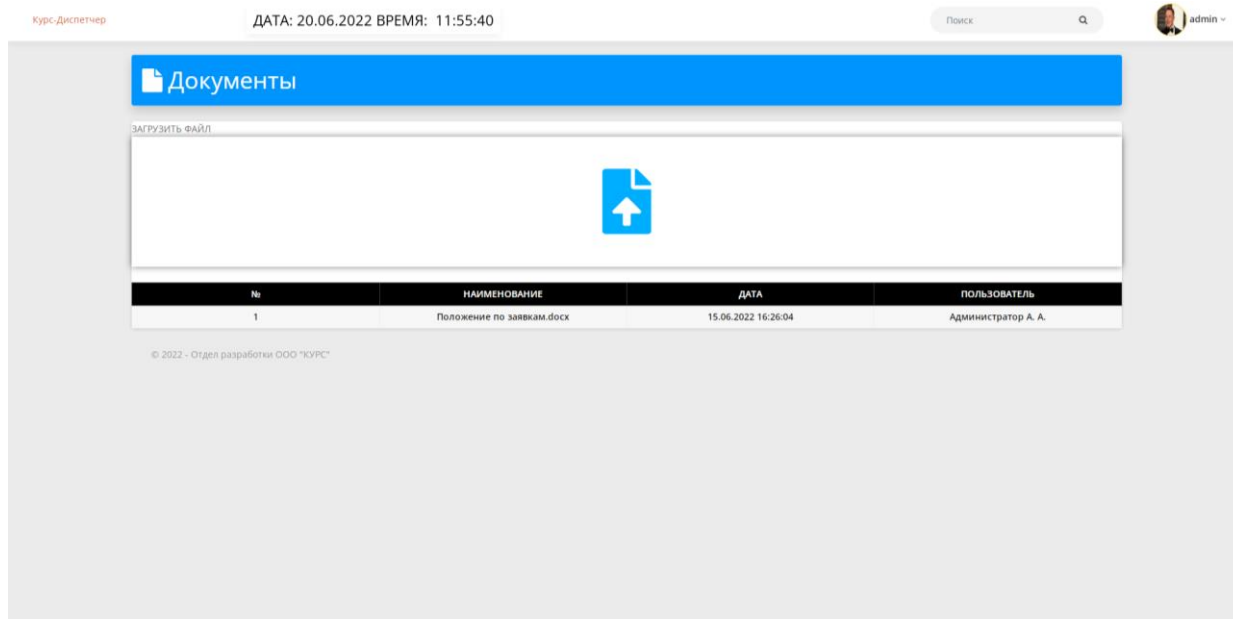 Курс-Диспетчер ДАТА: 20.06.2022 ВРЕМЯ: 11:55:40 Поиск admin
Документы
ЗАГРУЗИТЬ ФАЙЛ
№ НАИМЕНОВАНИЕ ДАТА ПОЛЬЗОВАТЕЛЬ
1 Положение по заявкам.docx 15.06.2022 16:26:04 Администратор А. А.
© 2022 - Отдел разработки ООО "КУРС"